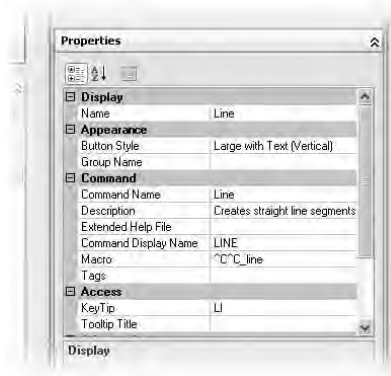 Properties
Display
Name Line
Appearance
Button Style Large with Text (Vertical)
Group Name
Command
Command Name Line
Description Creates straight line segments
Extended Help File
Command Display Name LINE
Macro ^C^C_line
Tags
Access
KeyTip LI
Tooltip Title
Display